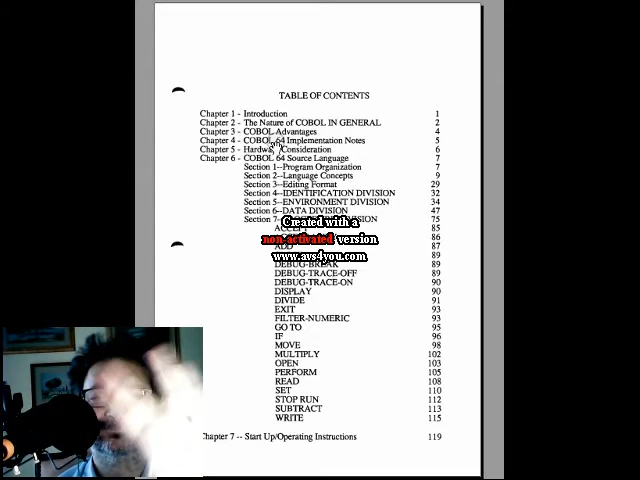 TABLE OF CONTENTS
Chapter 1 - Introduction 1
Chapter 2 - The Nature of COBOL IN GENERAL 2
Chapter 3 - COBOL Advantages 4
Chapter 4 - COBOL 64 Implementation Notes 5
Chapter 5 - Consideration 6
Chapter 6 - COBOL 64 Source Language 7
Section 1--Program Organization 7
Section 2--Language Concepts 9
Section 3--Editing Format 29
Section 4--IDENTIFICATION DIVISION 32
Section 5--ENVIRONMENT DIVISION 34
Section 6--DATA DIVISION 47
Section 7 DIVISION 75
Created with a
85
86
non-activated version
ADD 87
www.avs4you.com
89
DEBUG-BREAK 89
DEBUG-TRACE-OFF 89
DEBUG-TRACE-ON 90
DISPLAY 90
DIVIDE 91
EXIT 93
FILTER-NUMERIC 93
GO TO 95
IF 96
MOVE 98
MULTIPLY 102
OPEN 103
PERFORM 105
READ 108
SET 110
STOP RUN 112
SUBTRACT 113
WRITE 115
Chapter 7 -- Start Up/Operating Instructions 119